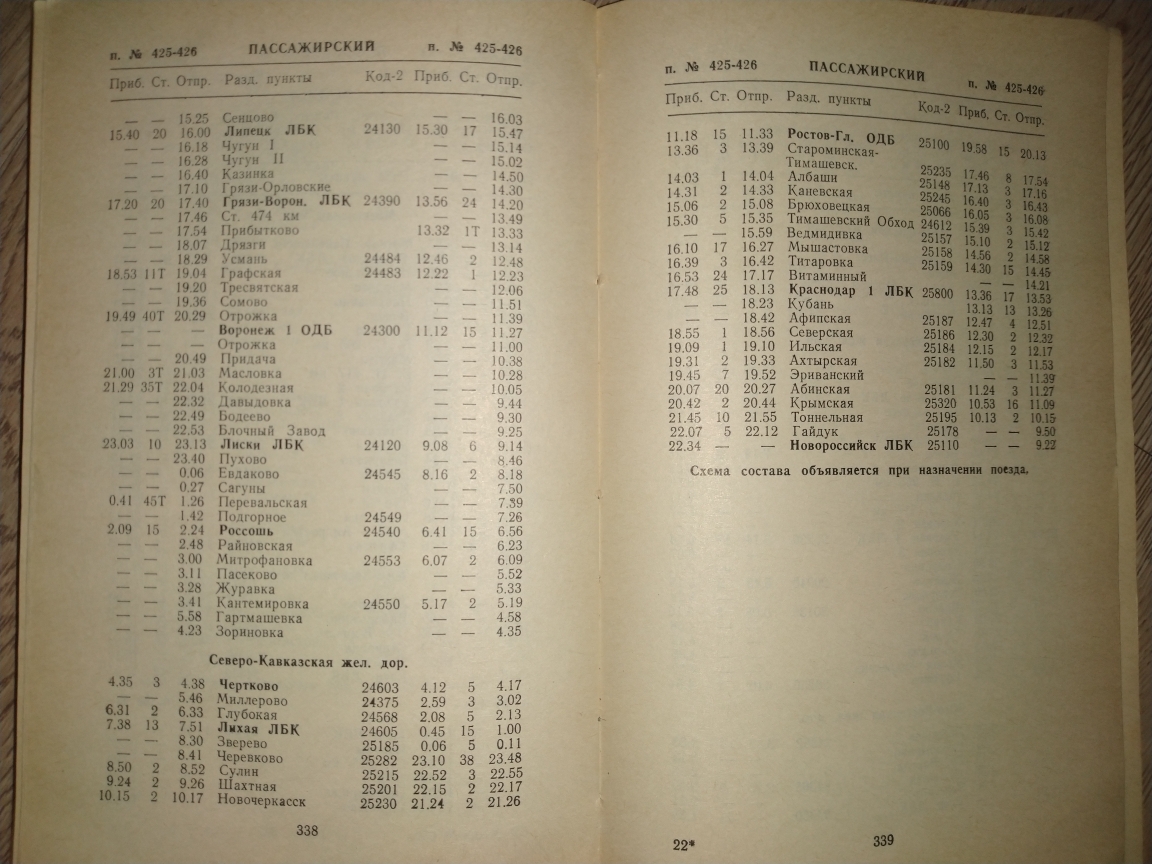 п. № 425-426 ПАССАЖИРСКИЙ п. № 425-426
Приб. Ст. Отпр. Разд. пункты Код-2 Приб. Ст. Отпр.
— — 15.25 Сенцово — — 16.03
15.40 20 16.00 Липецк ЛБК 24130 15.30 17 15.47
— — 16.18 Чугун I — — 15.14
— — 16.28 Чугун II — — 15.02
— — 16.40 Казинка — — 14.50
— — 17.10 Грязи-Орловские — — 14.30
17.20 20 17.40 Грязи-Ворон. ЛБК 24390 13.56 24 14.20
— — 17.46 Ст. 474 км — — 13.49
— — 17.54 Прибытково 13.32 1Т 13.33
— — 18.07 Дрязги — — 13.14
— — 18.29 Усмань 24484 12.46 2 12.48
18.53 11Т 19.04 Графская 24483 12.22 1 12.23
— — 19.20 Тресвятская — — 12.06
— — 19.36 Сомово — — 11.51
19.49 40Т 20.29 Отрожка — — 11.39
— — — Воронеж 1 ОДБ 24300 11.12 15 11.27
— — — Отрожка — — 11.00
— — 20.49 Придача — — 10.38
21.00 3Т 21.03 Масловка — — 10.28
21.29 35Т 22.04 Колодезная — — 10.05
— — 22.32 Давыдовка — — 9.44
— — 22.49 Бодеево — — 9.30
— — 22.53 Блочный Завод — — 9.25
23.03 10 23.13 Лиски ЛБК 24120 9.08 6 9.14
— — 23.40 Пухово — — 8.46
— — 0.06 Евдаково 24545 8.16 2 8.18
— — 0.27 Сагуны — — 7.50
0.41 45Т 1.26 Перевальская — — 7.39
— — 1.42 Подгорное 24549 — — 7.26
2.09 15 2.24 Россошь 24540 6.41 15 6.56
— — 2.48 Райновская — — 6.23
— — 3.00 Митрофановка 24553 6.07 2 6.09
— — 3.11 Пасеково — — 5.52
— — 3.28 Журавка — — 5.33
— — 3.41 Кантемировка 24550 5.17 2 5.19
— — 5.58 Гартмашевка — — 4.58
— — 4.23 Зориновка — — 4.35
Северо-Кавказская жел. дор.
4.35 3 4.38 Чертково 24603 4.12 5 4.17
— — 5.46 Миллерово 24375 2.59 3 3.02
6.31 2 6.33 Глубокая 24568 2.08 5 2.13
7.38 13 7.51 Лихая ЛБК 24605 0.45 15 1.00
— — 8.30 Зверево 25185 0.06 5 0.11
— — 8.41 Черевково 25282 23.10 38 23.48
8.50 2 8.52 Сулин 25215 22.52 3 22.55
9.24 2 9.26 Шахтная 25201 22.15 2 22.17
10.15 2 10.17 Новочеркасск 25230 21.24 2 21.26
338
п. № 425-426 ПАССАЖИРСКИЙ п. № 425-426
Приб. Ст. Отпр. Разд. пункты Код-2 Приб. Ст. Отпр.
11.18 15 11.33 Ростов-Гл. ОДБ 25100 19.58 15 20.13
13.36 3 13.39 Староминская-
Тимашевск. 25235 17.46 8 17.54
14.03 1 14.04 Албаши 25148 17.13 3 17.16
14.31 2 14.33 Каневская 25245 16.40 3 16.43
15.06 2 15.08 Брюховецкая 25066 16.05 3 16.08
15.30 5 15.35 Тимашевский Обход 24612 15.39 3 15.42
— — 15.59 Ведмидивка 25157 15.10 2 15.12
16.10 17 16.27 Мышастовка 25158 14.56 2 14.58
16.39 3 16.42 Титаровка 25159 14.30 15 14.45
16.53 24 17.17 Витаминный — — 14.21
17.48 25 18.13 Краснодар 1 ЛБК 25800 13.36 17 13.53
— — 18.23 Кубань 13.13 13 13.26
— — 18.42 Афипская 25187 12.47 4 12.51
18.55 1 18.56 Северская 25186 12.30 2 12.32
19.09 1 19.10 Ильская 25184 12.15 2 12.17
19.31 2 19.33 Ахтырская 25182 11.50 3 11.53
19.45 7 19.52 Эриванский — — 11.39
20.07 20 20.27 Абинская 25181 11.24 3 11.27
20.42 2 20.44 Крымская 25320 10.53 16 11.09
21.45 10 21.55 Тоннельная 25195 10.13 2 10.15
22.07 5 22.12 Гайдук 25178 — — 9.50
22.34 — — Новороссийск ЛБК 25110 — — 9.22
Схема состава объявляется при назначении поезда.
22* 339